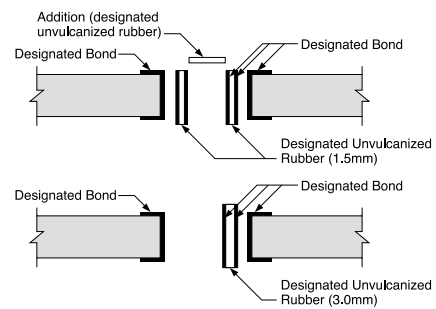 Addition (designated
unvulcanized rubber)
Designated Bond
Designated Bond
Designated Unvulcanized
Rubber (1.5mm)
Designated Bond
Designated Bond
Designated Unvulcanized
Rubber (3.0mm)